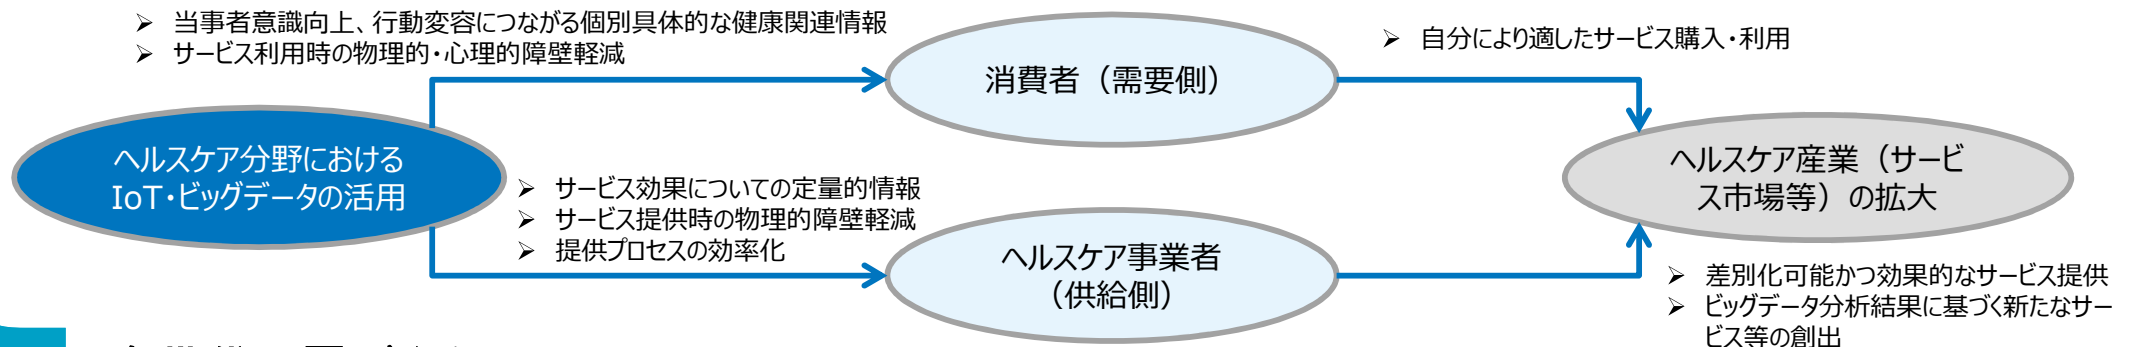 ➢ 当事者意識向上、行動変容につながる個別具体的な健康関連情報
➢ サービス利用時の物理的・心理的障壁軽減
消費者（需要側）
➢ 自分により適したサービス購入・利用
ヘルスケア分野における
IoT・ビッグデータの活用
➢ サービス効果についての定量的情報
➢ サービス提供時の物理的障壁軽減
➢ 提供プロセスの効率化
ヘルスケア事業者
（供給側）
ヘルスケア産業（サービ
ス市場等）の拡大
➢ 差別化可能かつ効果的なサービス提供
➢ ビッグデータ分析結果に基づく新たなサー
ビス等の創出